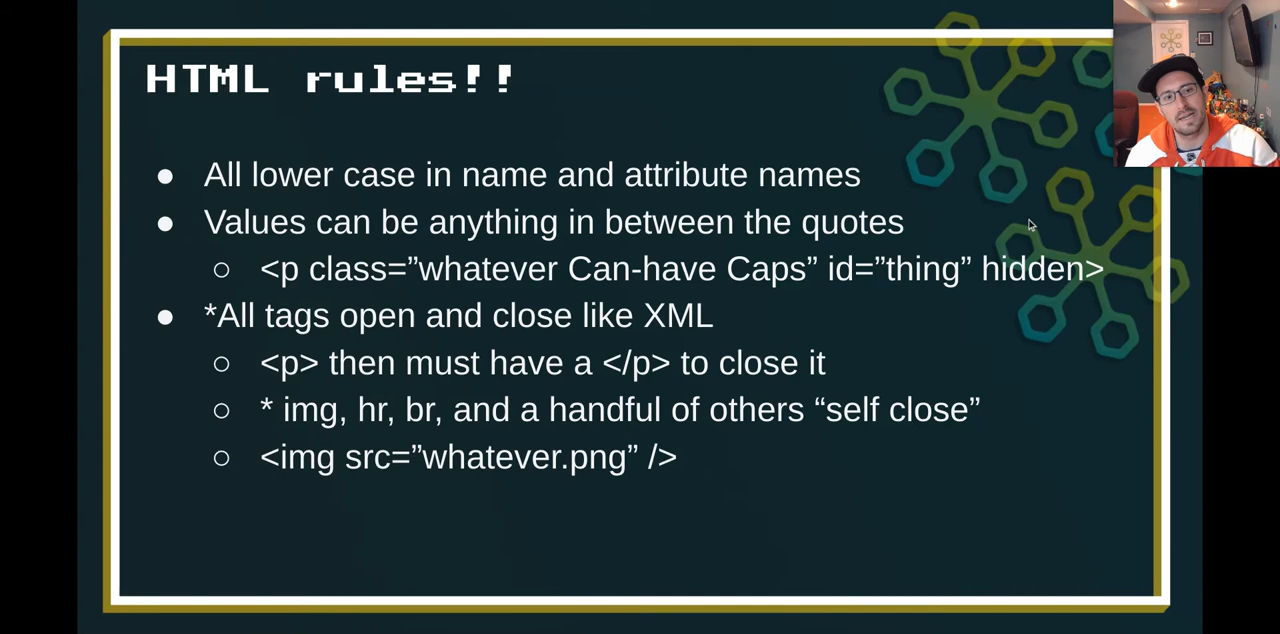 HTML rules!!
● All lower case in name and attribute names
● Values can be anything in between the quotes
○ <p class=”whatever Can-have Caps” id=”thing” hidden>
● *All tags open and close like XML
○ <p> then must have a </p> to close it
○ * img, hr, br, and a handful of others “self close”
○ <img src=”whatever.png” />